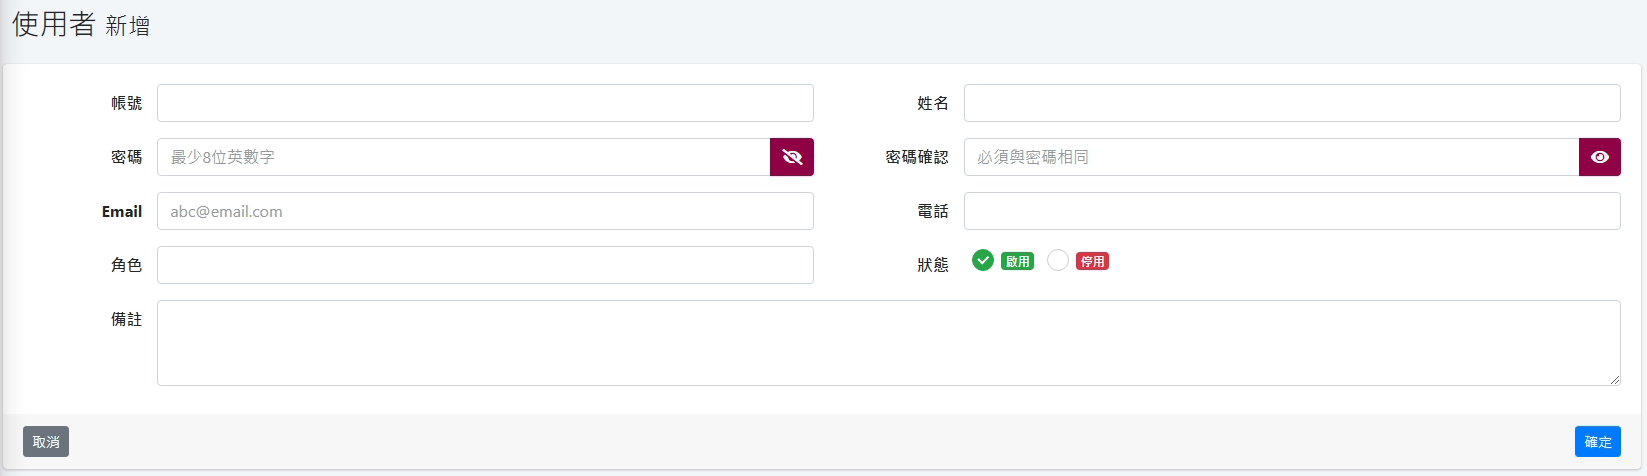 使用者 新增
帳號 姓名
密碼 最少8位英數字 密碼確認 必須與密碼相同
Email abc@email.com 電話
角色 狀態 啟用 停用
備註
取消 確定